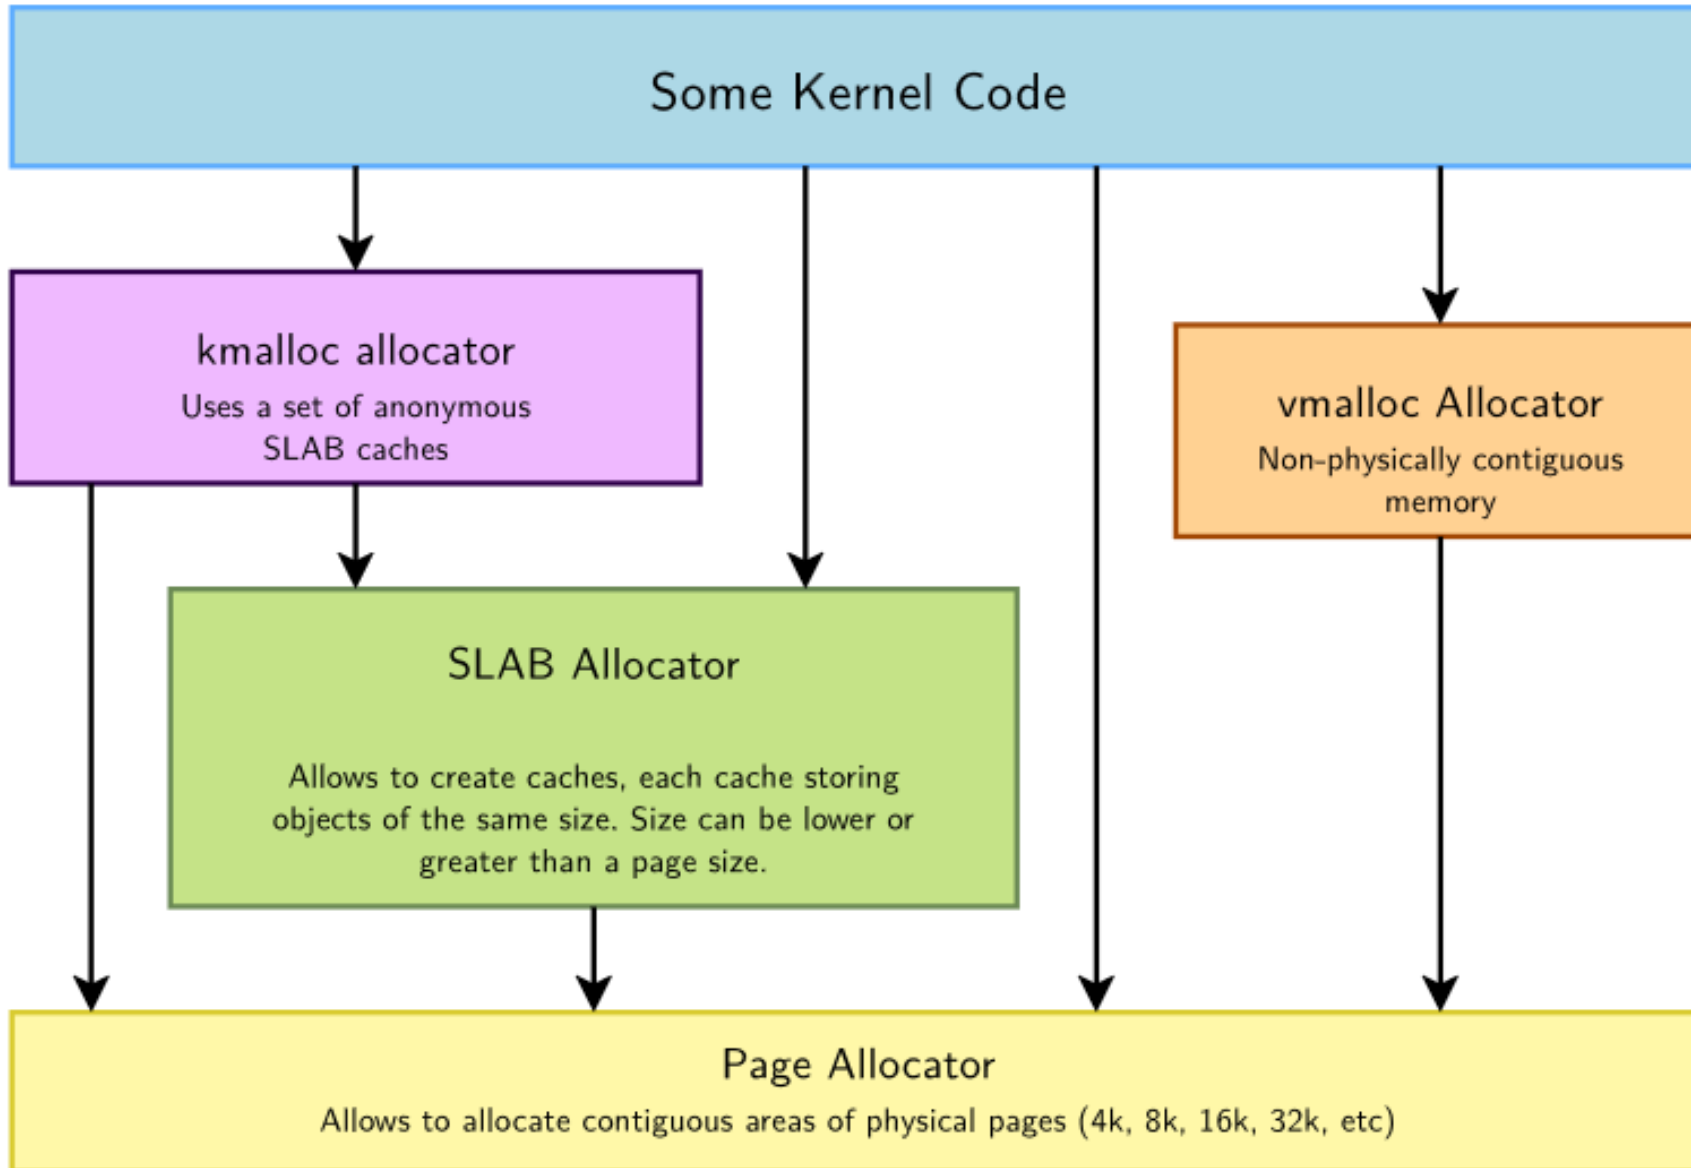 Some Kernel Code
kmalloc allocator
Uses a set of anonymous
SLAB caches
vmalloc Allocator
Non-physically contiguous
memory
SLAB Allocator
Allows to create caches, each cache storing
objects of the same size. Size can be lower or
greater than a page size.
Page Allocator
Allows to allocate contiguous areas of physical pages (4k, 8k, 16k, 32k, etc)